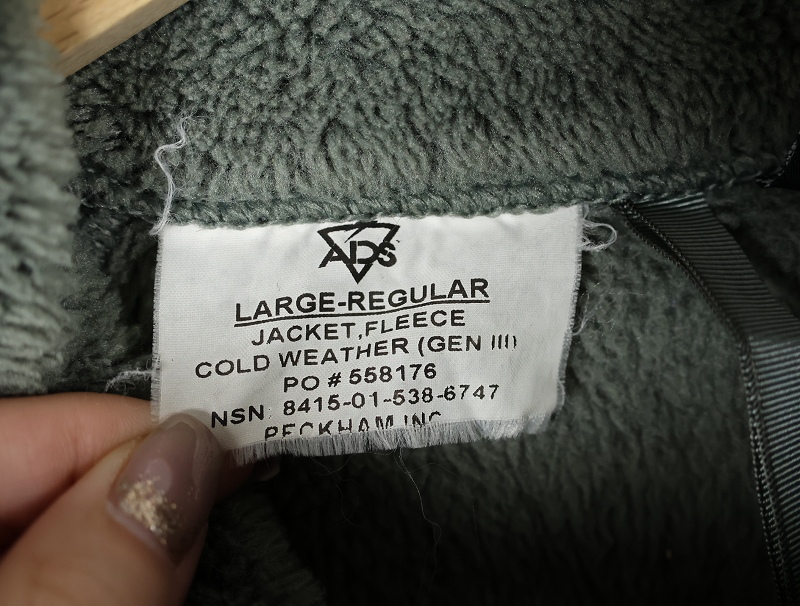 ADS
LARGE-REGULAR
JACKET,FLEECE
COLD WEATHER (GEN III)
PO # 558176
NSN 8415-01-538-6747
PECKHAM INC